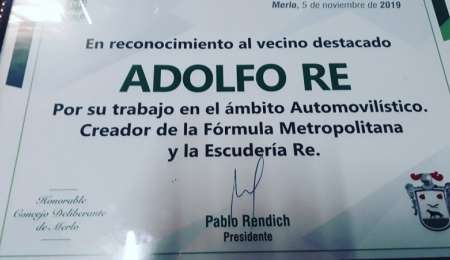 Merlo, 5 de noviembre de 2019
En reconocimiento al vecino destacado
ADOLFO RE
Por su trabajo en el ámbito Automovilístico.
Creador de la Fórmula Metropolitana
y la Escudería Re.
Honorable
Concejo Deliberante
de Merlo
Pablo Rendich
Presidente